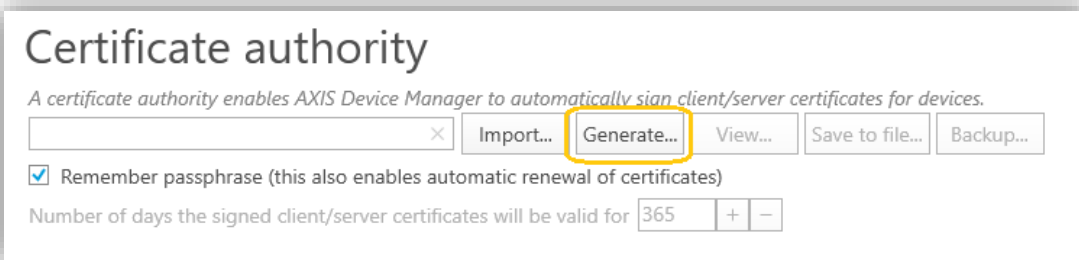 Certificate authority
A certificate authority enables AXIS Device Manager to automatically sign client/server certificates for devices.
Import... Generate... View... Save to file... Backup...
Remember passphrase (this also enables automatic renewal of certificates)
Number of days the signed client/server certificates will be valid for 365 + −